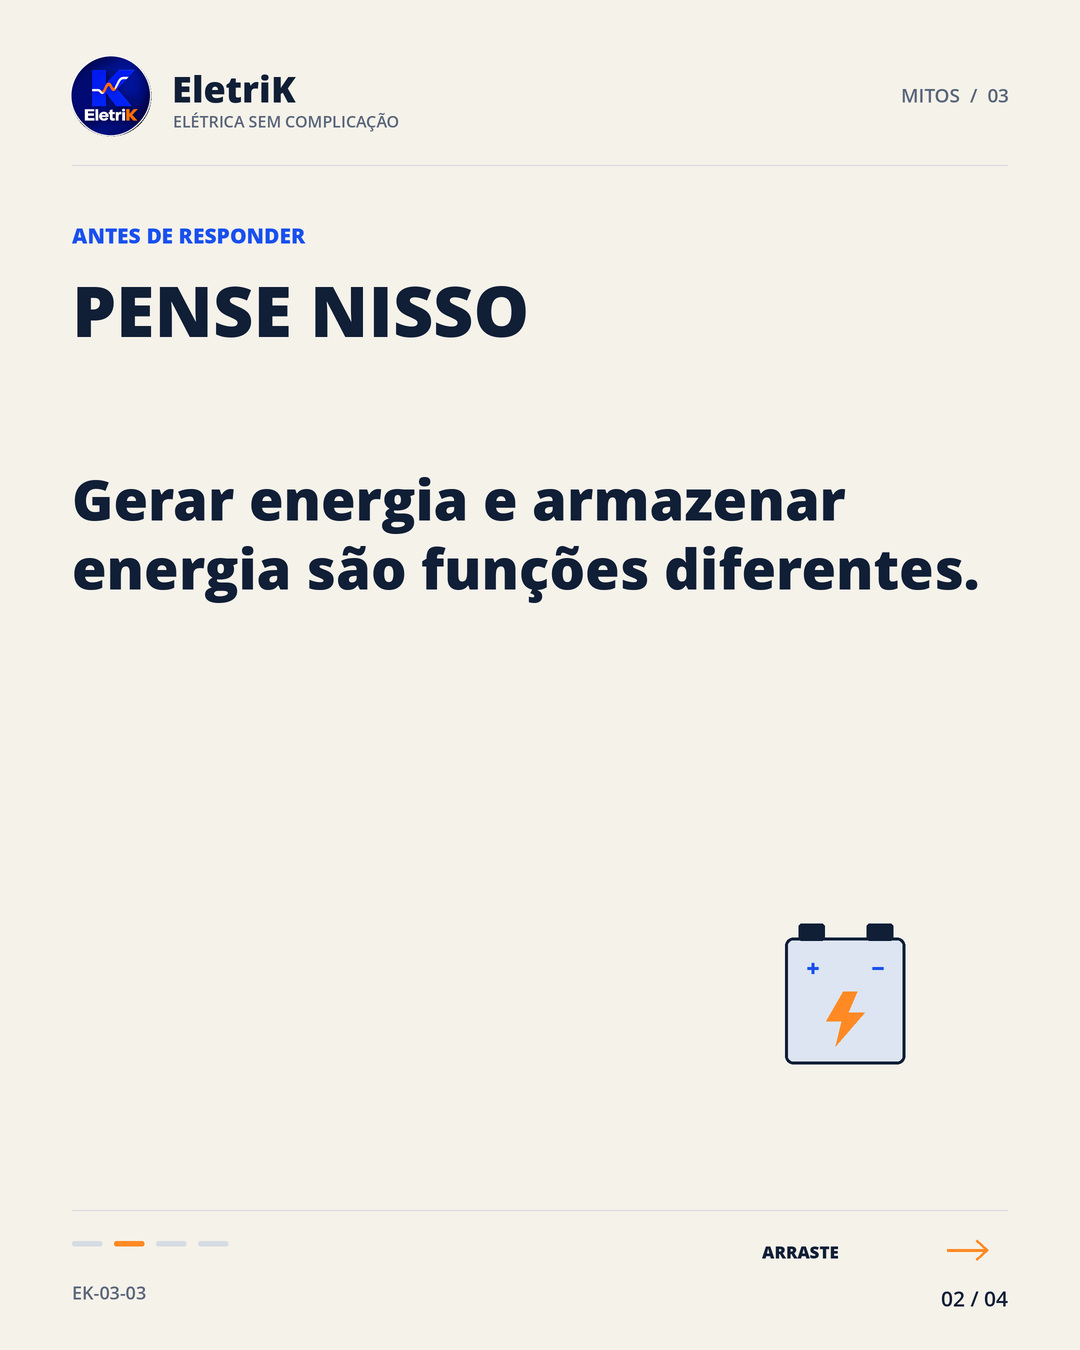 EletriK
EletriK
ELÉTRICA SEM COMPLICAÇÃO
MITOS / 03
ANTES DE RESPONDER
PENSE NISSO
Gerar energia e armazenar
energia são funções diferentes.
+ −
ARRASTE
EK-03-03
02 / 04